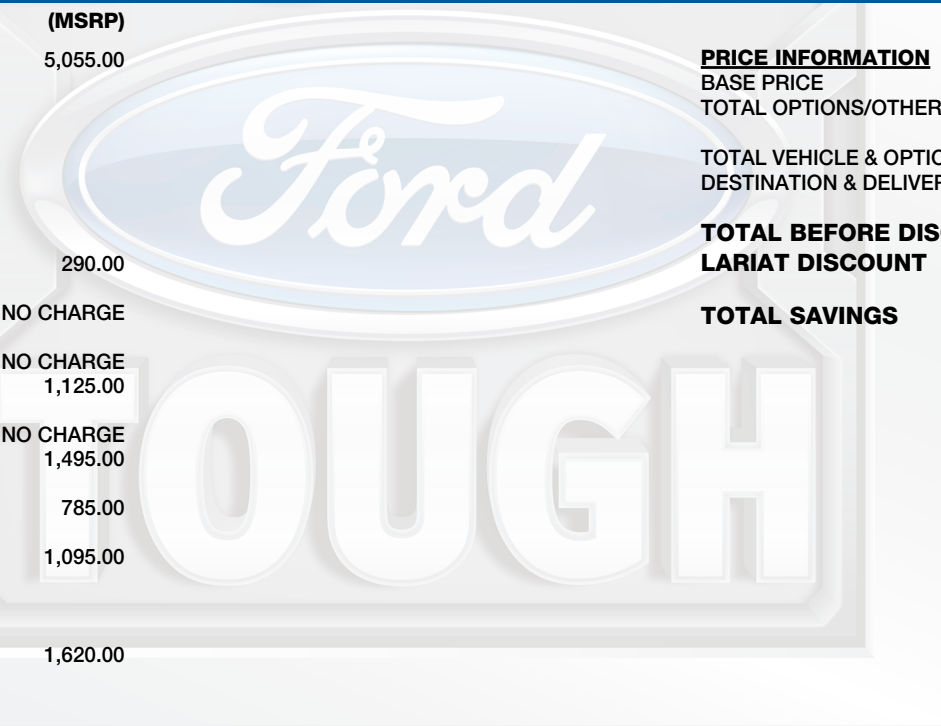 (MSRP)
5,055.00
290.00
NO CHARGE
NO CHARGE
1,125.00
NO CHARGE
1,495.00
785.00
1,095.00
1,620.00
PRICE INFORMATION
BASE PRICE
TOTAL OPTIONS/OTHER
TOTAL VEHICLE & OPTIO
DESTINATION & DELIVER
TOTAL BEFORE DISC
LARIAT DISCOUNT
TOTAL SAVINGS
Ford
TOUGH